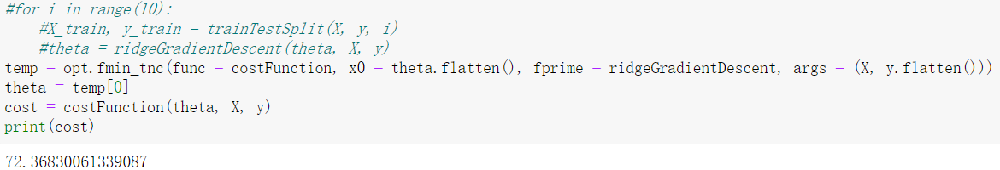 #for i in range(10):
    #X_train, y_train = trainTestSplit(X, y, i)
    #theta = ridgeGradientDescent(theta, X, y)
temp = opt.fmin_tnc(func = costFunction, x0 = theta.flatten(), fprime = ridgeGradientDescent, args = (X, y.flatten()))
theta = temp[0]
cost = costFunction(theta, X, y)
print(cost)
72.36830061339087